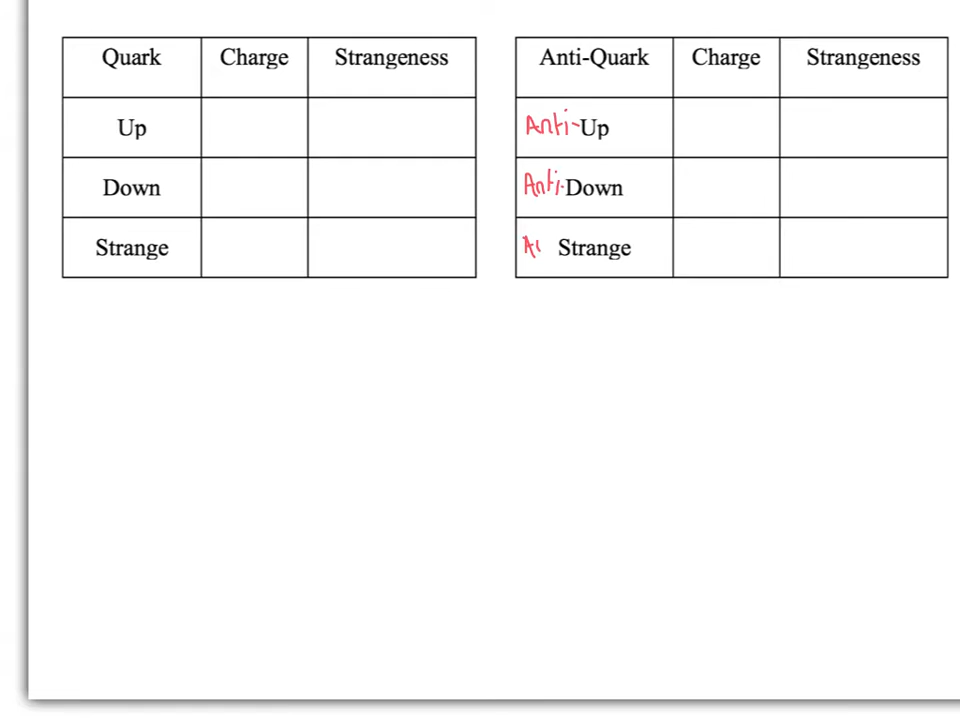 Quark Charge Strangeness
Up
Down
Strange
Anti-Quark Charge Strangeness
Anti-Up
Anti-Down
Strange